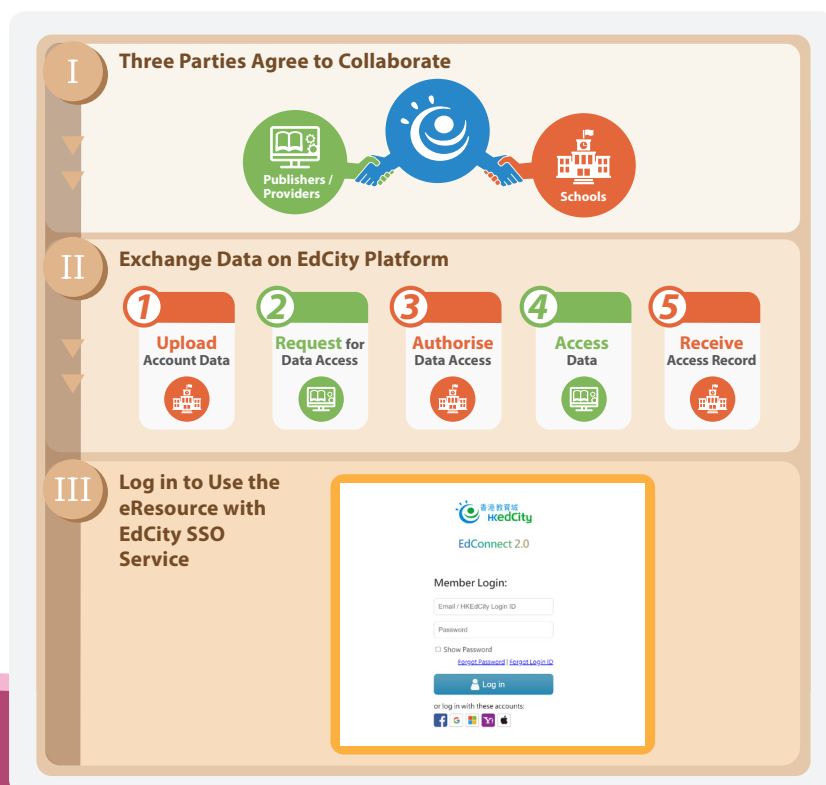 I
Three Parties Agree to Collaborate
Publishers /
Providers
Schools
II
Exchange Data on EdCity Platform
1
Upload
Account Data
2
Request for
Data Access
3
Authorise
Data Access
4
Access
Data
5
Receive
Access Record
III
Log in to Use the
eResource with
EdCity SSO
Service
香港教育城
HKedCity
EdConnect 2.0
Member Login:
Email / HKEdCity Login ID
Password
Show Password
Forgot Password | Forgot Login ID
Log in
or log in with these accounts: